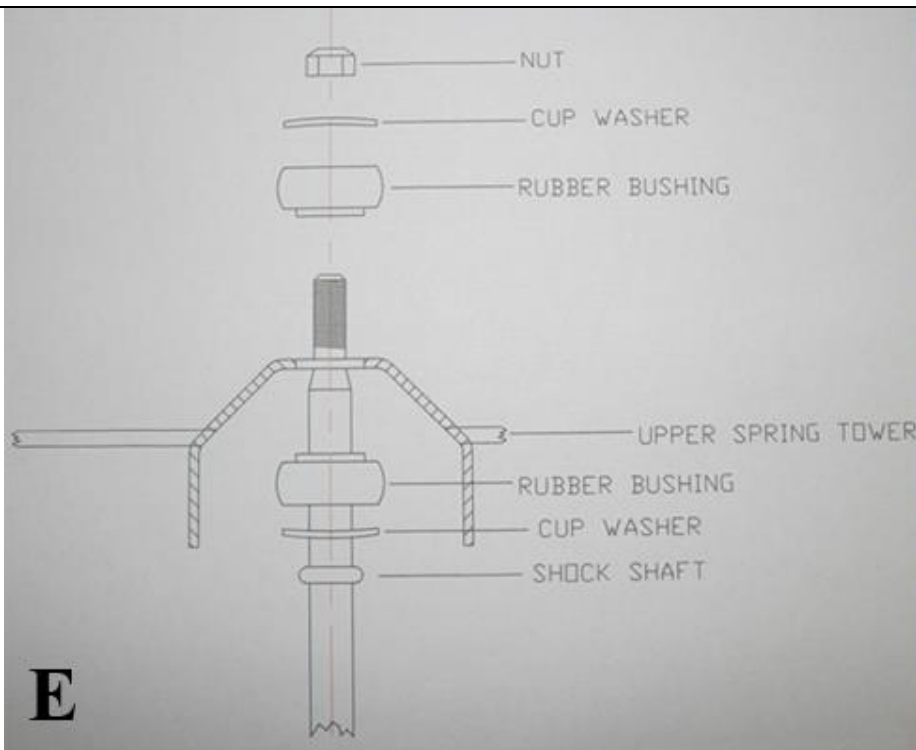 NUT
CUP WASHER
RUBBER BUSHING
UPPER SPRING TOWER
RUBBER BUSHING
CUP WASHER
SHOCK SHAFT
E